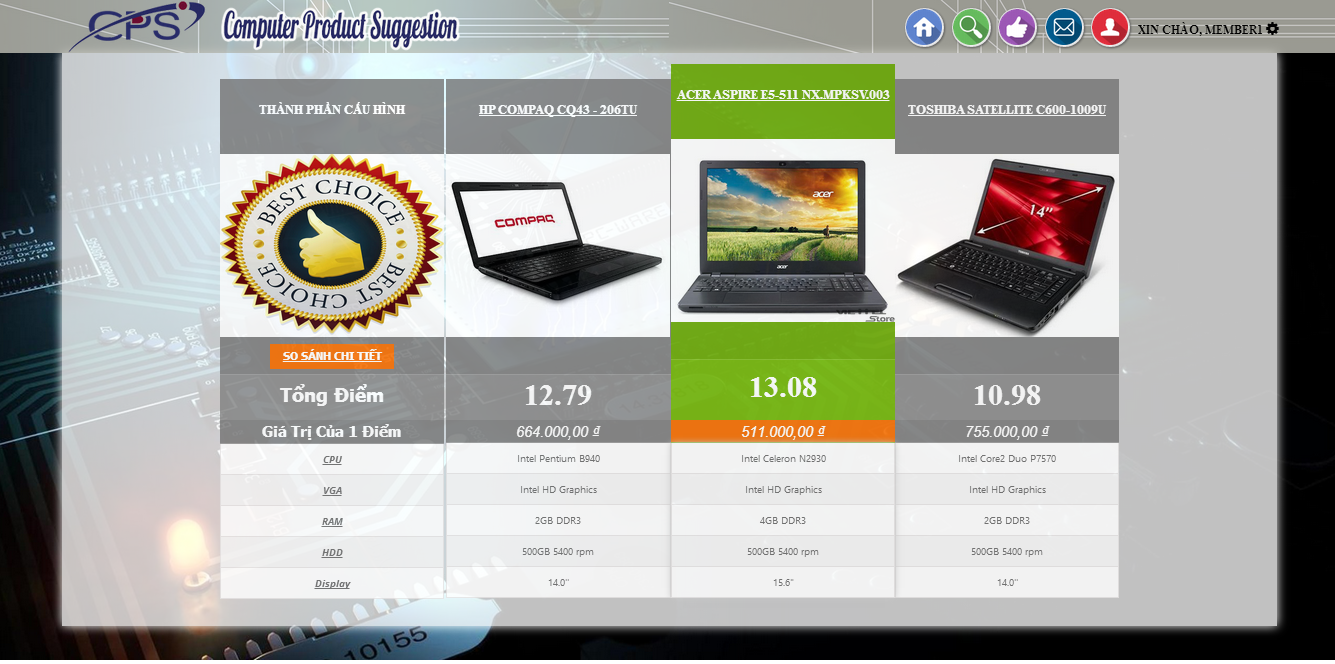 CPS
Computer Product Suggestion
XIN CHÀO, MEMBER1
THÀNH PHẦN CẤU HÌNH
HP COMPAQ CQ43 - 206TU
ACER ASPIRE E5-511 NX.MPKSV.003
TOSHIBA SATELLITE C600-1009U
BEST CHOICE
BEST CHOICE
COMPAQ
acer
acer
VIETTEL
Store
14"
SO SÁNH CHI TIẾT
Tổng Điểm
12.79
13.08
10.98
Giá Trị Của 1 Điểm
664.000,00 ₫
511.000,00 ₫
755.000,00 ₫
CPU
Intel Pentium B940
Intel Celeron N2930
Intel Core2 Duo P7570
VGA
Intel HD Graphics
Intel HD Graphics
Intel HD Graphics
RAM
2GB DDR3
4GB DDR3
2GB DDR3
HDD
500GB 5400 rpm
500GB 5400 rpm
500GB 5400 rpm
Display
14.0"
15.6"
14.0"
10155